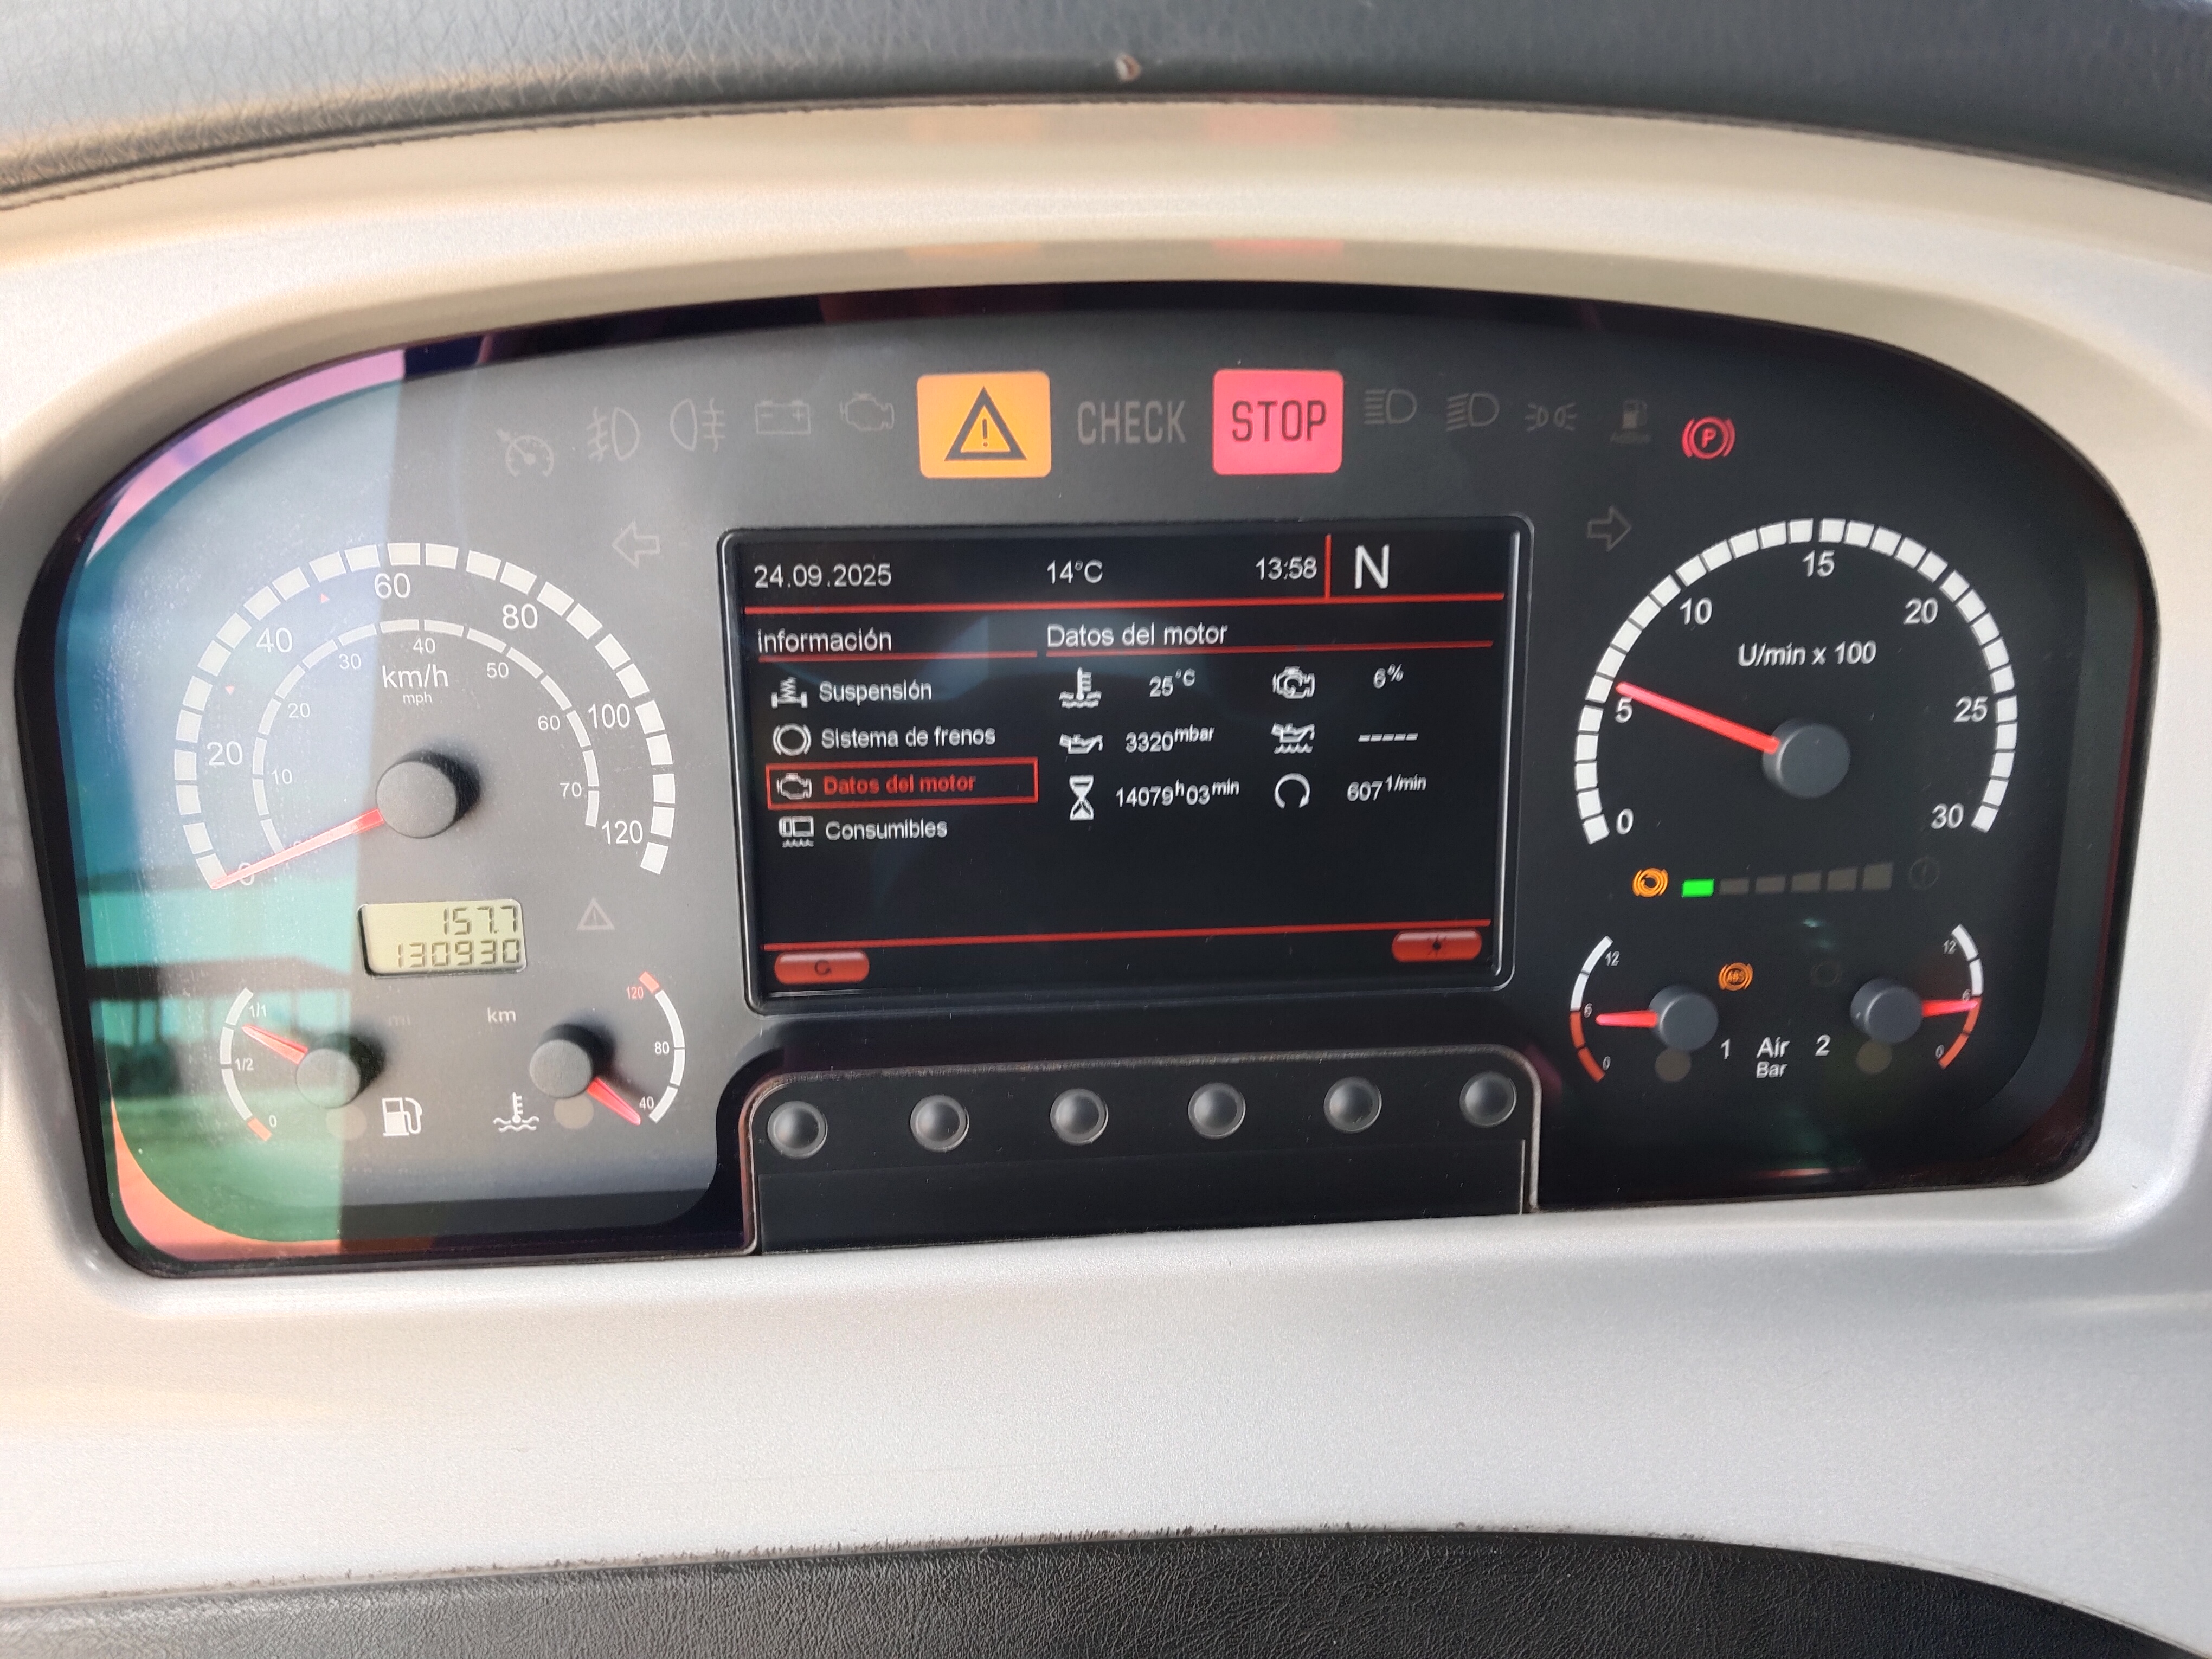 CHECK
STOP
P
24.09.2025 14°C 13:58 N
información
Datos del motor
Suspensión 25°C 6%
Sistema de frenos 3320mbar -----
Datos del motor 14079h03min 607 1/min
Consumibles
0 20 40 60 80 100 120
10 20 30 40 50 60 70
km/h
mph
157.7
130930
mi km
1/1
1/2
0
120
80
40
0 5 10 15 20 25 30
U/min x 100
ABS
12
6
0
12
6
0
1 Air 2
Bar